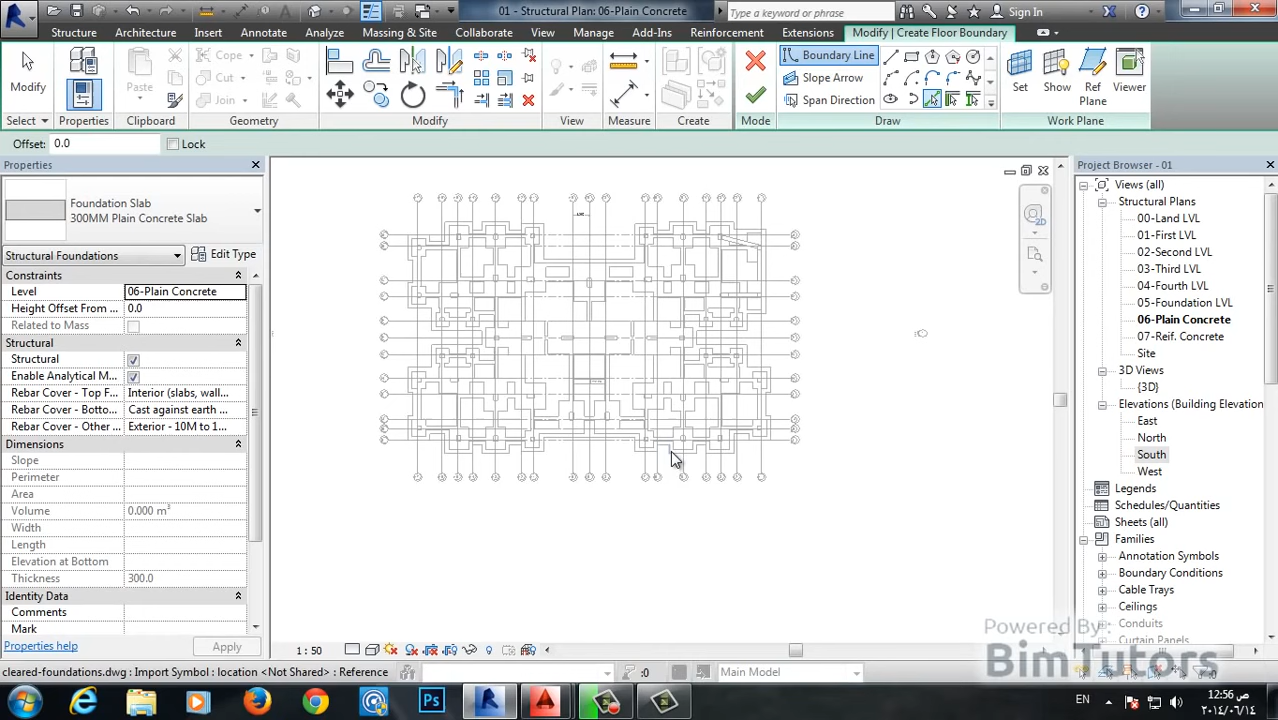 01 - Structural Plan: 06-Plain Concrete
Type a keyword or phrase
Sign In
Structure Architecture Insert Annotate Analyze Massing & Site Collaborate View Manage Add-Ins Reinforcement Extensions Modify | Create Floor Boundary
Modify
Paste
Cope
Cut
Join
Boundary Line
Slope Arrow
Span Direction
Set Show Ref Plane Viewer
Select Properties Clipboard Geometry Modify View Measure Create Mode Draw Work Plane
Offset: 0.0 Lock
Properties
Foundation Slab
300MM Plain Concrete Slab
Structural Foundations Edit Type
Constraints
Level 06-Plain Concrete
Height Offset From ... 0.0
Related to Mass
Structural
Structural
Enable Analytical M...
Rebar Cover - Top F... Interior (slabs, wall...
Rebar Cover - Botto... Cast against earth ...
Rebar Cover - Other ... Exterior - 10M to 1...
Dimensions
Slope
Perimeter
Area
Volume 0.000 m³
Width
Length
Elevation at Bottom
Thickness 300.0
Identity Data
Comments
Mark
Properties help Apply
2D
1 : 50
Project Browser - 01
Views (all)
Structural Plans
00-Land LVL
01-First LVL
02-Second LVL
03-Third LVL
04-Fourth LVL
05-Foundation LVL
06-Plain Concrete
07-Reif. Concrete
Site
3D Views
{3D}
Elevations (Building Elevation
East
North
South
West
Legends
Schedules/Quantities
Sheets (all)
Families
Annotation Symbols
Boundary Conditions
Cable Trays
Ceilings
Conduits
Curtain Panels
Powered By :
BimTutors
cleared-foundations.dwg : Import Symbol : location <Not Shared> : Reference
:0 Main Model
Ps
EN
12:56 ص
٢٠١٤/٠٦/١٤